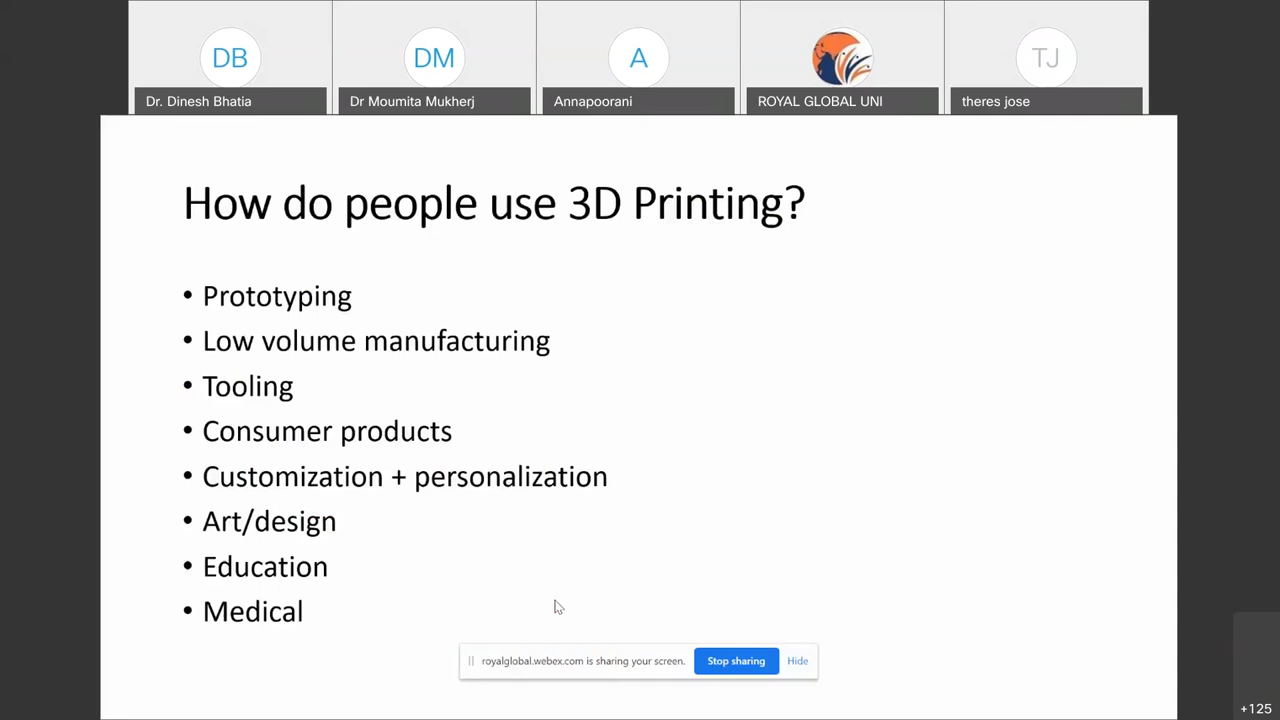 DB
DM
A
TJ
Dr. Dinesh Bhatia
Dr Moumita Mukherj
Annapoorani
ROYAL GLOBAL UNI
theres jose
How do people use 3D Printing?
• Prototyping
• Low volume manufacturing
• Tooling
• Consumer products
• Customization + personalization
• Art/design
• Education
• Medical
royalglobal.webex.com is sharing your screen.
Stop sharing
Hide
+125